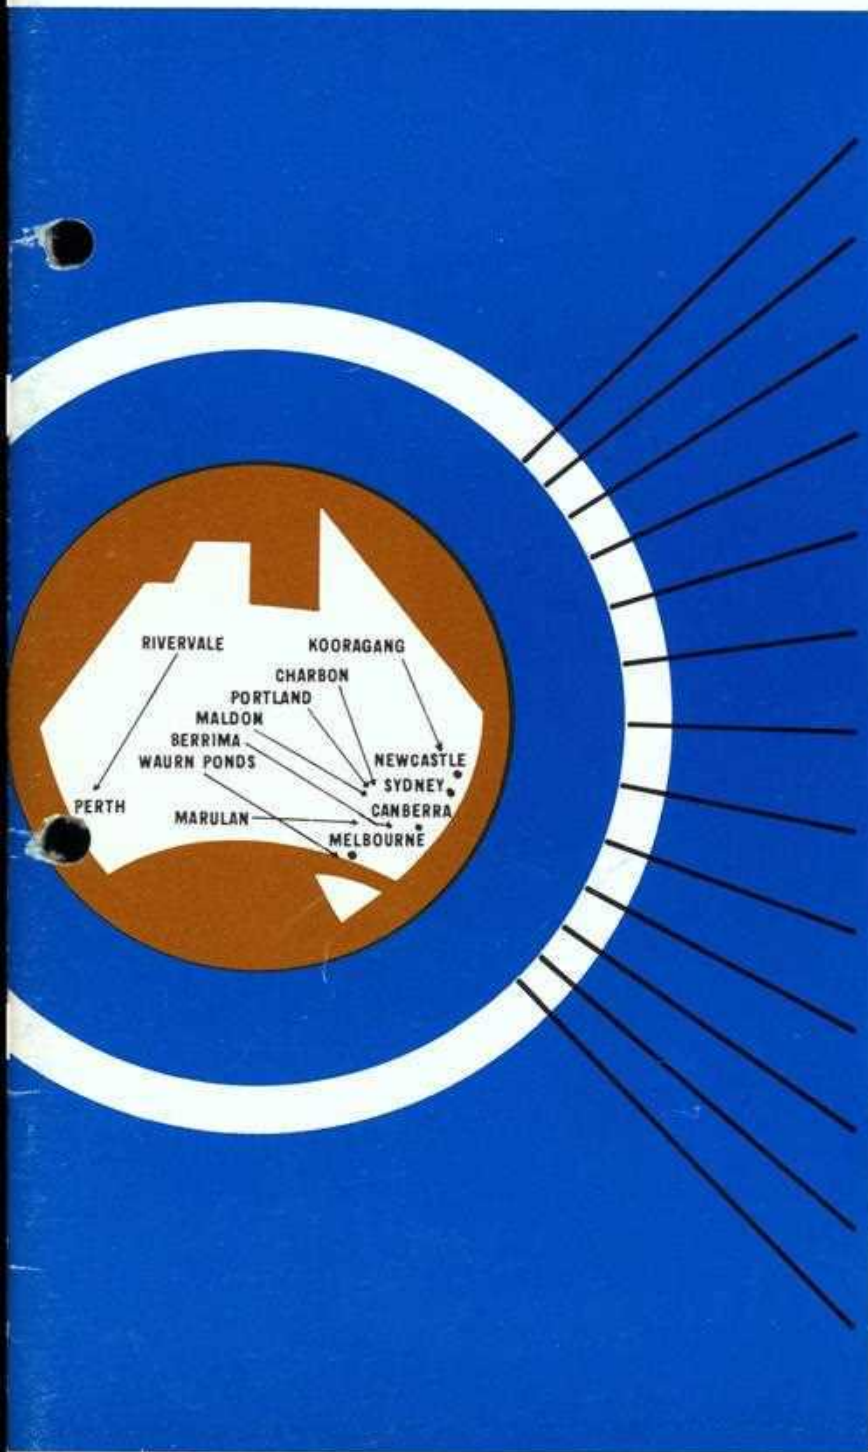 RIVERVALE KOORAGANG
CHARBON
PORTLAND
MALDON
BERRIMA
WAURN PONDS
NEWCASTLE
SYDNEY
PERTH
CANBERRA
MARULAN
MELBOURNE